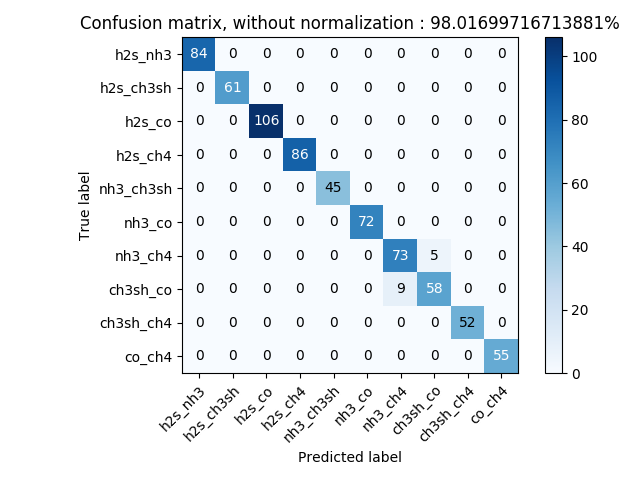 Confusion matrix, without normalization : 98.01699716713881%
h2s_nh3 84 0 0 0 0 0 0 0 0 0
h2s_ch3sh 0 61 0 0 0 0 0 0 0 0
h2s_co 0 0 106 0 0 0 0 0 0 0
h2s_ch4 0 0 0 86 0 0 0 0 0 0
nh3_ch3sh 0 0 0 0 45 0 0 0 0 0
nh3_co 0 0 0 0 0 72 0 0 0 0
nh3_ch4 0 0 0 0 0 0 73 5 0 0
ch3sh_co 0 0 0 0 0 0 9 58 0 0
ch3sh_ch4 0 0 0 0 0 0 0 0 52 0
co_ch4 0 0 0 0 0 0 0 0 0 55
True label
h2s_nh3 h2s_ch3sh h2s_co h2s_ch4 nh3_ch3sh nh3_co nh3_ch4 ch3sh_co ch3sh_ch4 co_ch4
Predicted label
100
80
60
40
20
0